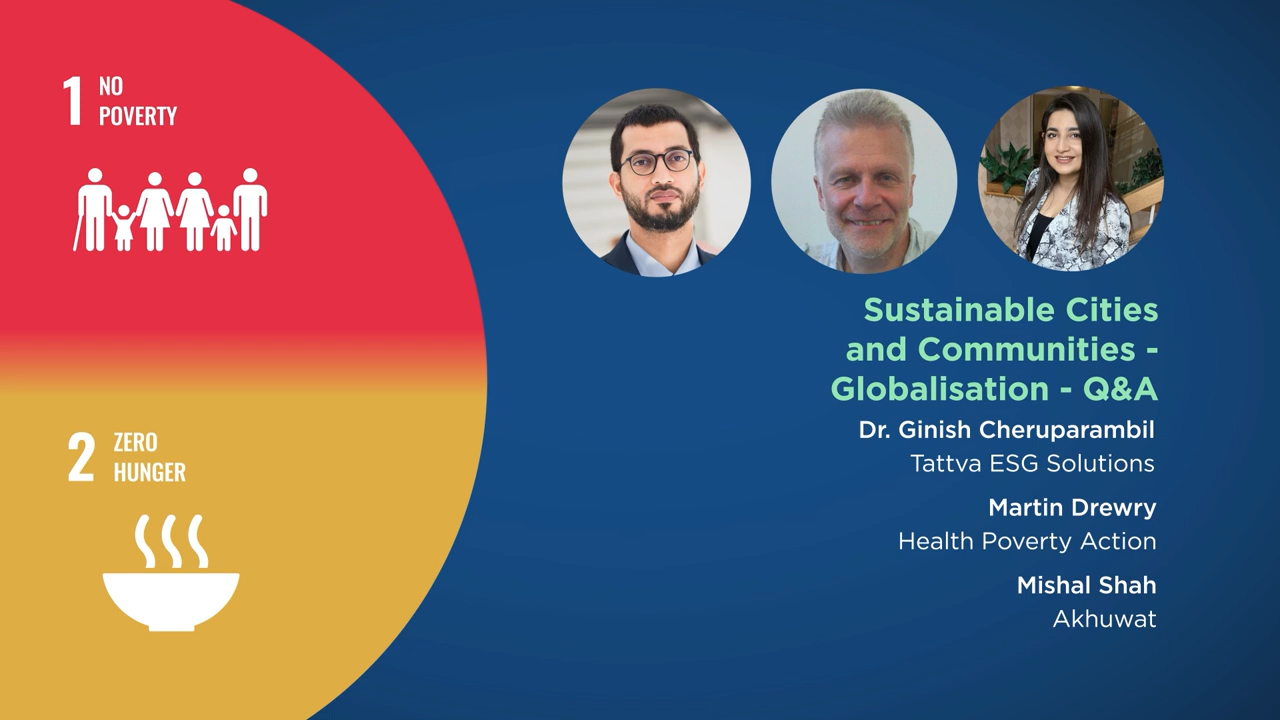 1 NO
POVERTY
2 ZERO
HUNGER
Sustainable Cities
and Communities -
Globalisation - Q&A
Dr. Ginish Cheruparambil
Tattva ESG Solutions
Martin Drewry
Health Poverty Action
Mishal Shah
Akhuwat